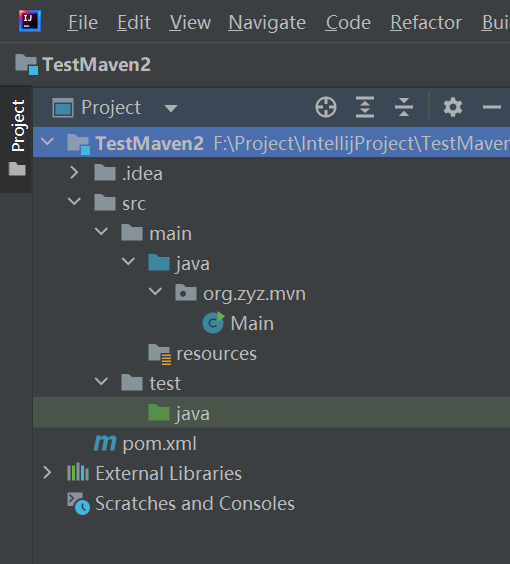 IJ File Edit View Navigate Code Refactor Bui
TestMaven2
Project
Project
TestMaven2 F:\Project\IntellijProject\TestMaven
.idea
src
main
java
org.zyz.mvn
C Main
resources
test
java
m pom.xml
External Libraries
Scratches and Consoles